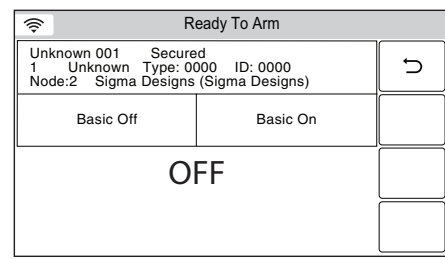 Ready To Arm
Unknown 001 Secured
1 Unknown Type: 0000 ID: 0000
Node:2 Sigma Designs (Sigma Designs)
Basic Off Basic On
OFF